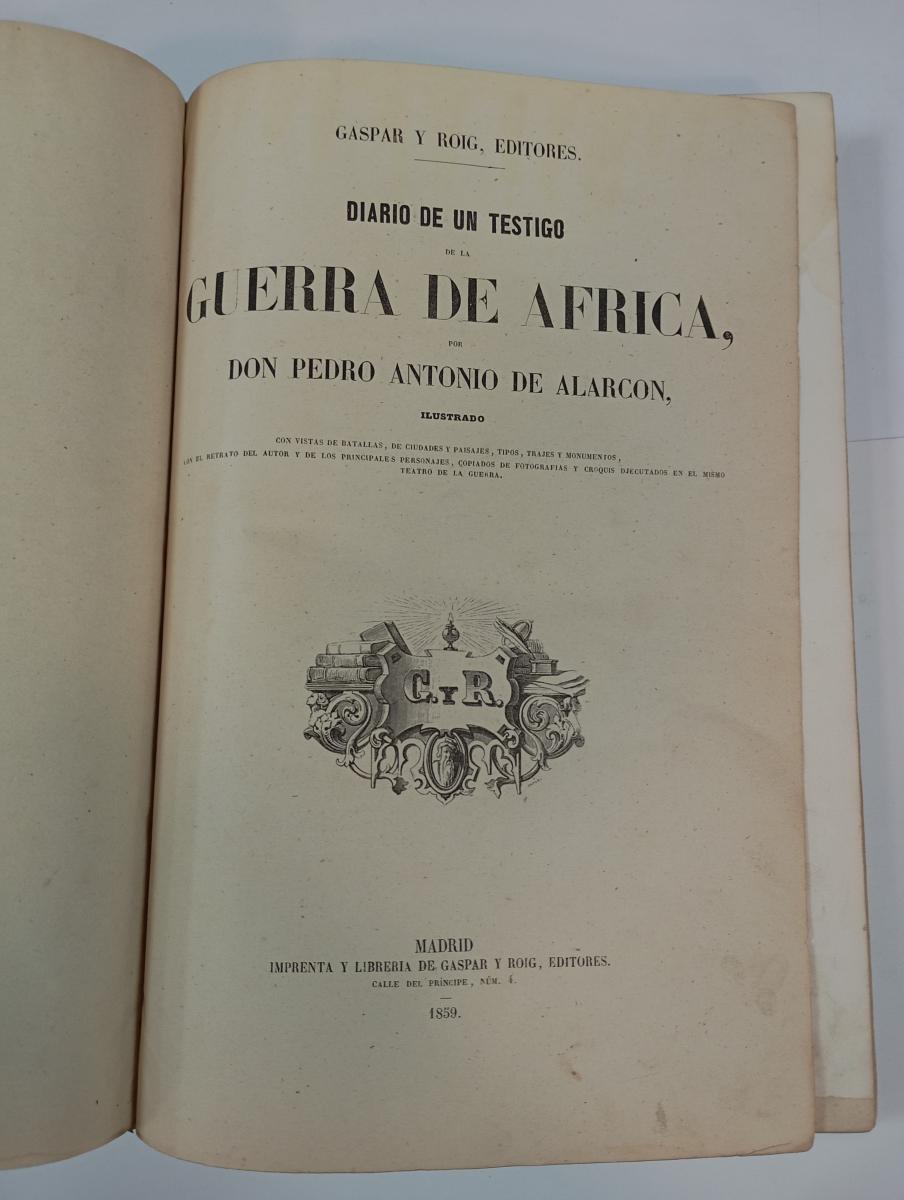 GASPAR Y ROIG, EDITORES.
DIARIO DE UN TESTIGO
DE LA
GUERRA DE AFRICA,
POR
DON PEDRO ANTONIO DE ALARCON,
ILUSTRADO
CON VISTAS DE BATALLAS, DE CIUDADES Y PAISAJES, TIPOS, TRAJES Y MONUMENTOS,
CON EL RETRATO DEL AUTOR Y DE LOS PRINCIPALES PERSONAJES, COPIADOS DE FOTOGRAFIAS Y CROQUIS DJECUTADOS EN EL MISMO
TEATRO DE LA GUERRA.
G. Y R.
MADRID
IMPRENTA Y LIBRERIA DE GASPAR Y ROIG, EDITORES.
CALLE DEL PRÍNCIPE, NÚM. 4.
1859.